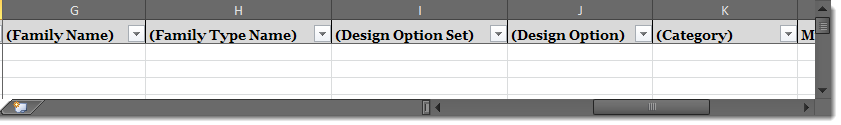 G H I J K
(Family Name) (Family Type Name) (Design Option Set) (Design Option) (Category) M